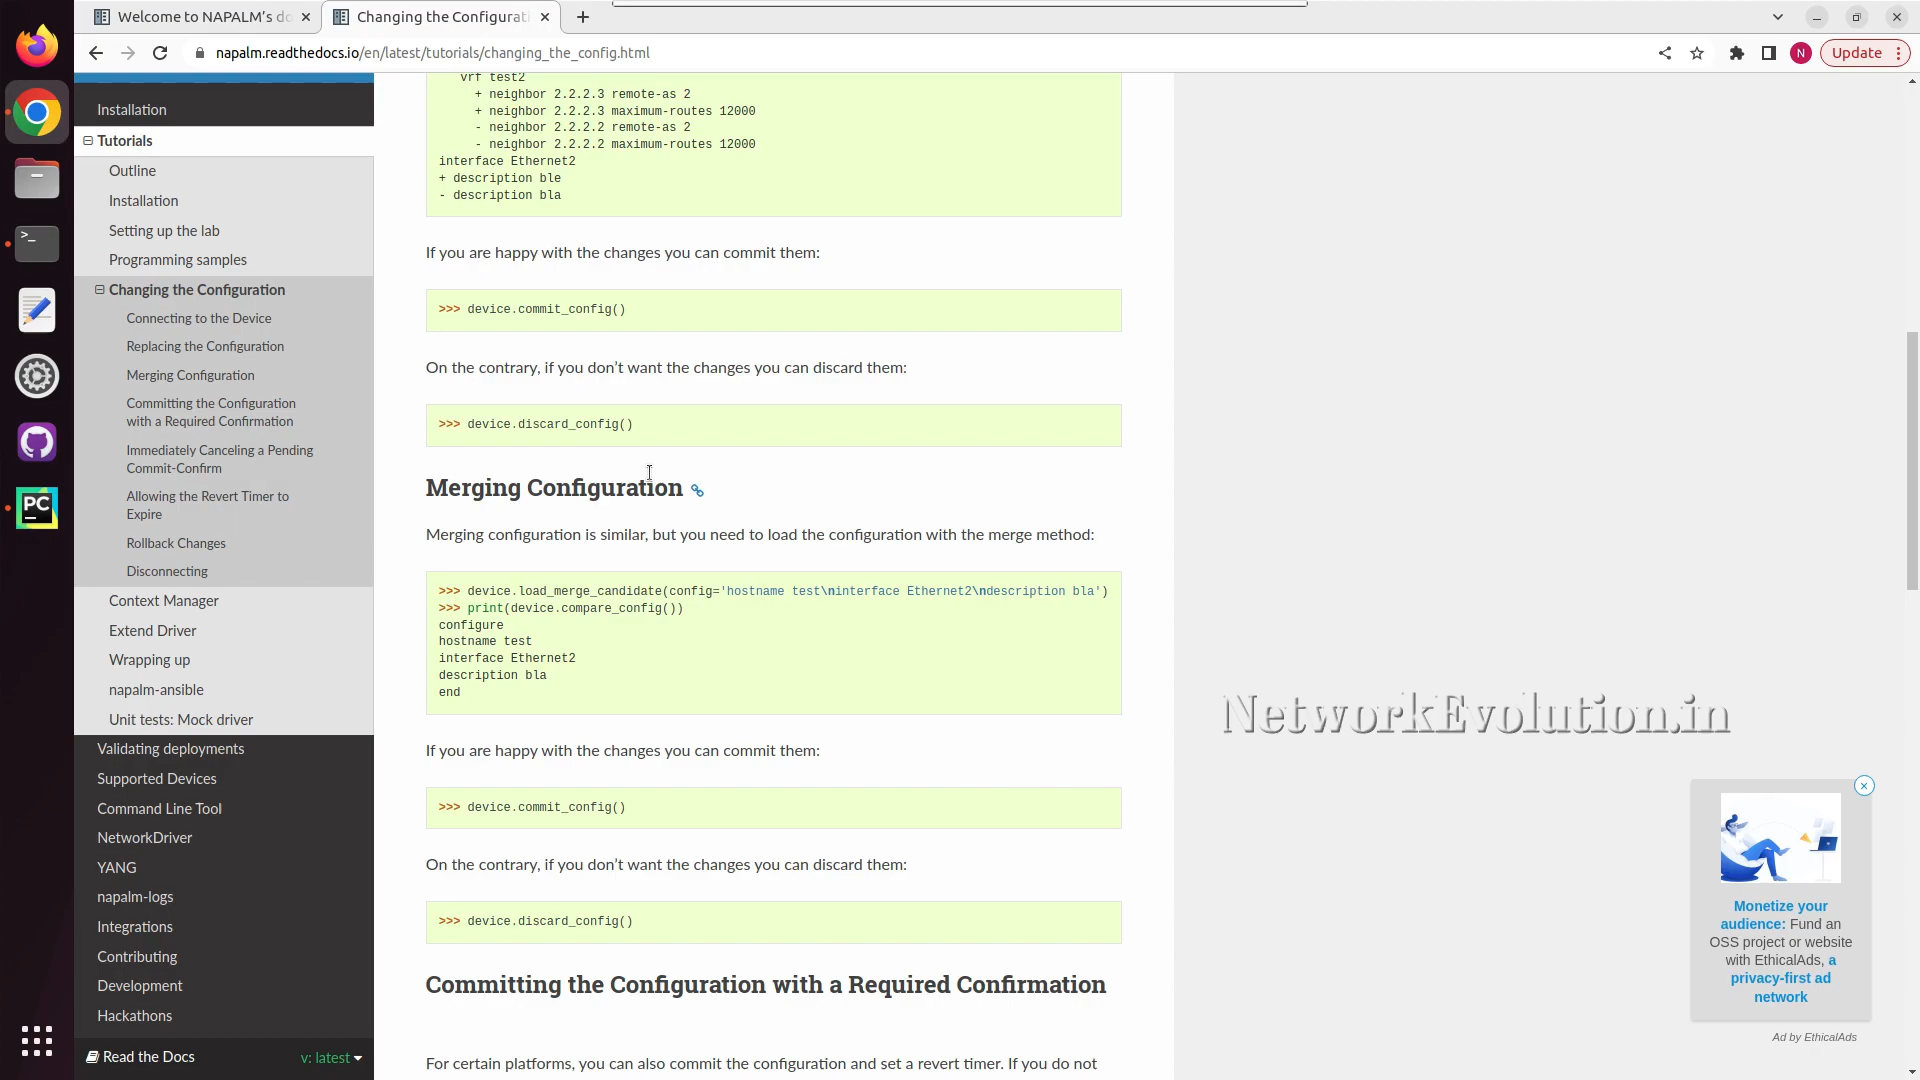 Welcome to NAPALM's do
Changing the Configurati
napalm.readthedocs.io/en/latest/tutorials/changing_the_config.html
N
Update
Installation
Tutorials
Outline
Installation
Setting up the lab
Programming samples
Changing the Configuration
Connecting to the Device
Replacing the Configuration
Merging Configuration
Committing the Configuration
with a Required Confirmation
Immediately Canceling a Pending
Commit-Confirm
Allowing the Revert Timer to
Expire
Rollback Changes
Disconnecting
Context Manager
Extend Driver
Wrapping up
napalm-ansible
Unit tests: Mock driver
Validating deployments
Supported Devices
Command Line Tool
NetworkDriver
YANG
napalm-logs
Integrations
Contributing
Development
Hackathons
Read the Docs
v: latest
vrf test2
+ neighbor 2.2.2.3 remote-as 2
+ neighbor 2.2.2.3 maximum-routes 12000
- neighbor 2.2.2.2 remote-as 2
- neighbor 2.2.2.2 maximum-routes 12000
interface Ethernet2
+ description ble
- description bla
If you are happy with the changes you can commit them:
>>> device.commit_config()
On the contrary, if you don't want the changes you can discard them:
>>> device.discard_config()
Merging Configuration
Merging configuration is similar, but you need to load the configuration with the merge method:
>>> device.load_merge_candidate(config='hostname test\ninterface Ethernet2\ndescription bla')
>>> print(device.compare_config())
configure
hostname test
interface Ethernet2
description bla
end
If you are happy with the changes you can commit them:
>>> device.commit_config()
On the contrary, if you don't want the changes you can discard them:
>>> device.discard_config()
Committing the Configuration with a Required Confirmation
For certain platforms, you can also commit the configuration and set a revert timer. If you do not
NetworkEvolution.in
Monetize your
audience: Fund an
OSS project or website
with EthicalAds, a
privacy-first ad
network
Ad by EthicalAds
PC
>_